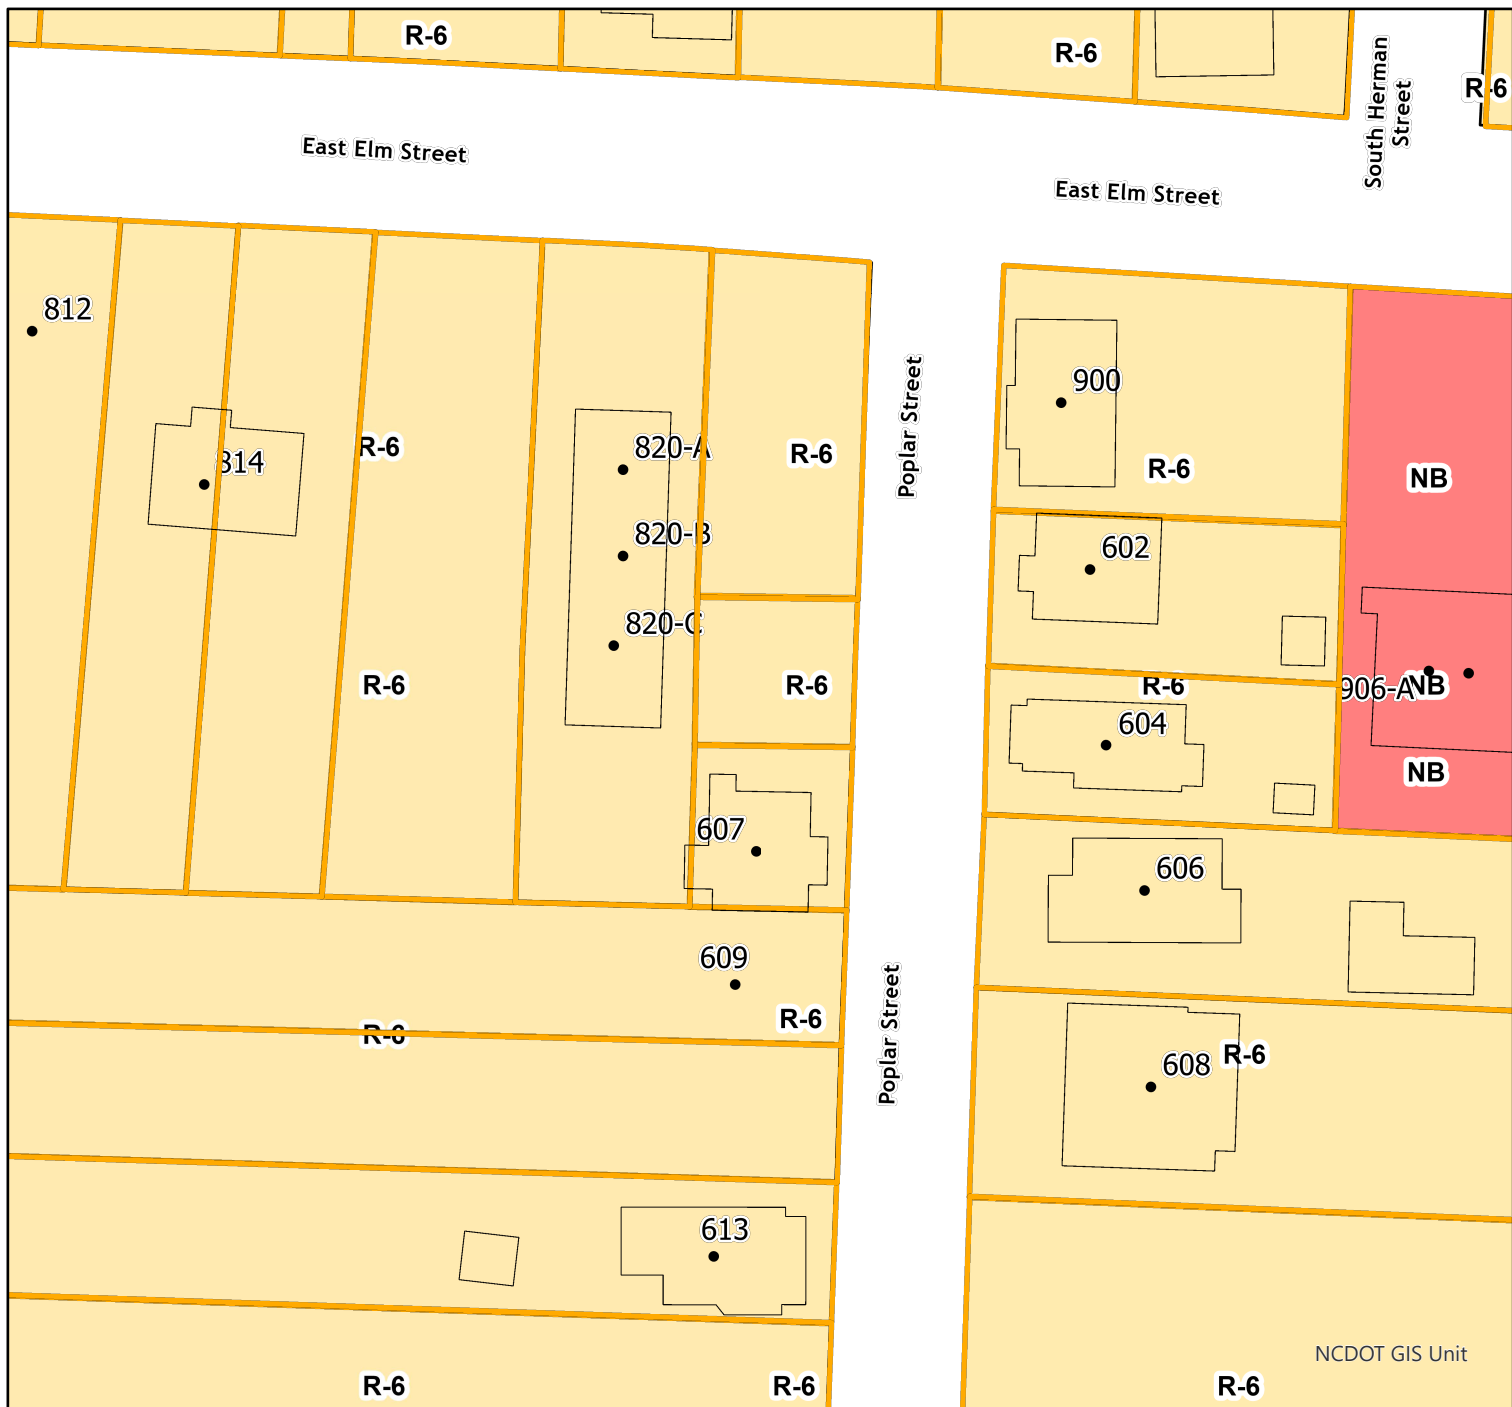 R-6
R-6
South Herman
Street
R-6
East Elm Street
East Elm Street
812
900
Poplar Street
820-A
R-6
R-6
814
R-6
NB
820-B
602
820-C
R-6
R-6
R-6
906-A
NB
604
NB
607
606
609
Poplar Street
R-6
R-6
608
R-6
613
NCDOT GIS Unit
R-6
R-6
R-6